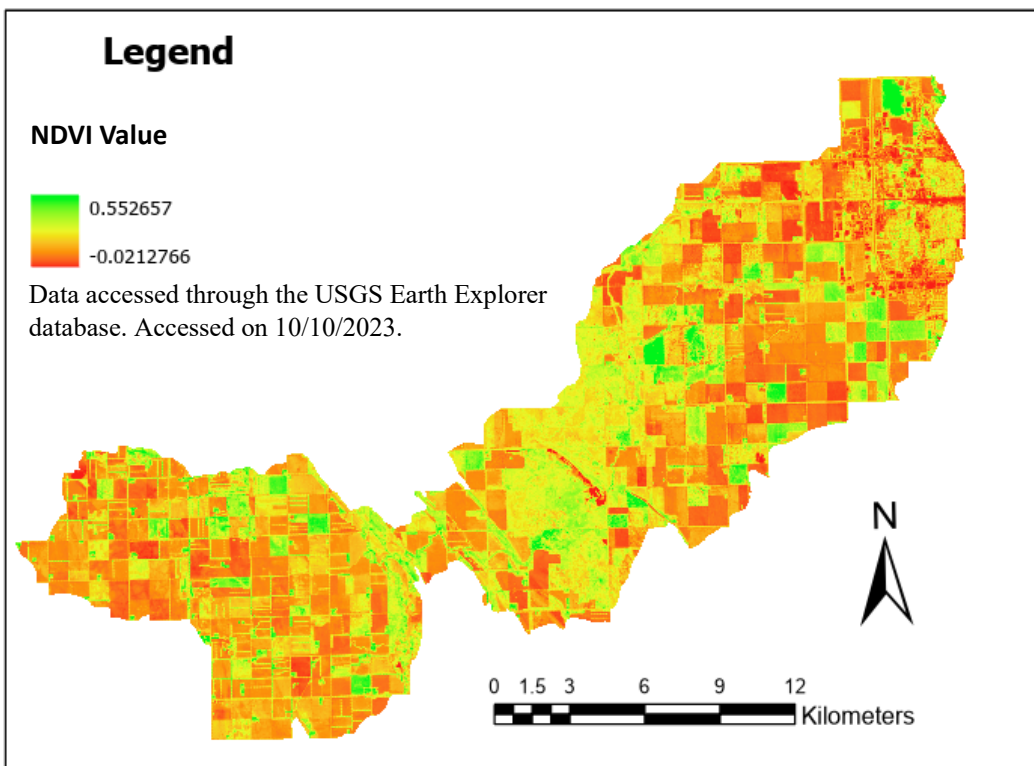 Legend
NDVI Value
0.552657
-0.0212766
Data accessed through the USGS Earth Explorer
database. Accessed on 10/10/2023.
N
0 1.5 3 6 9 12
Kilometers